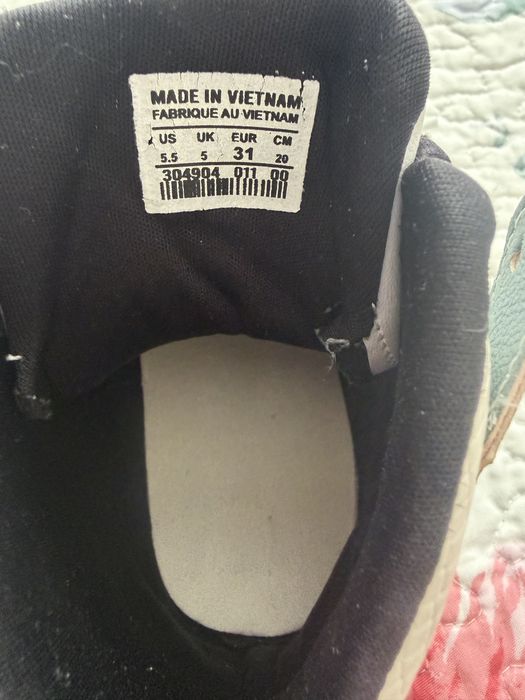 MADE IN VIETNAM
FABRIQUE AU VIETNAM
US UK EUR CM
5.5 5 31 20
304904 011 00